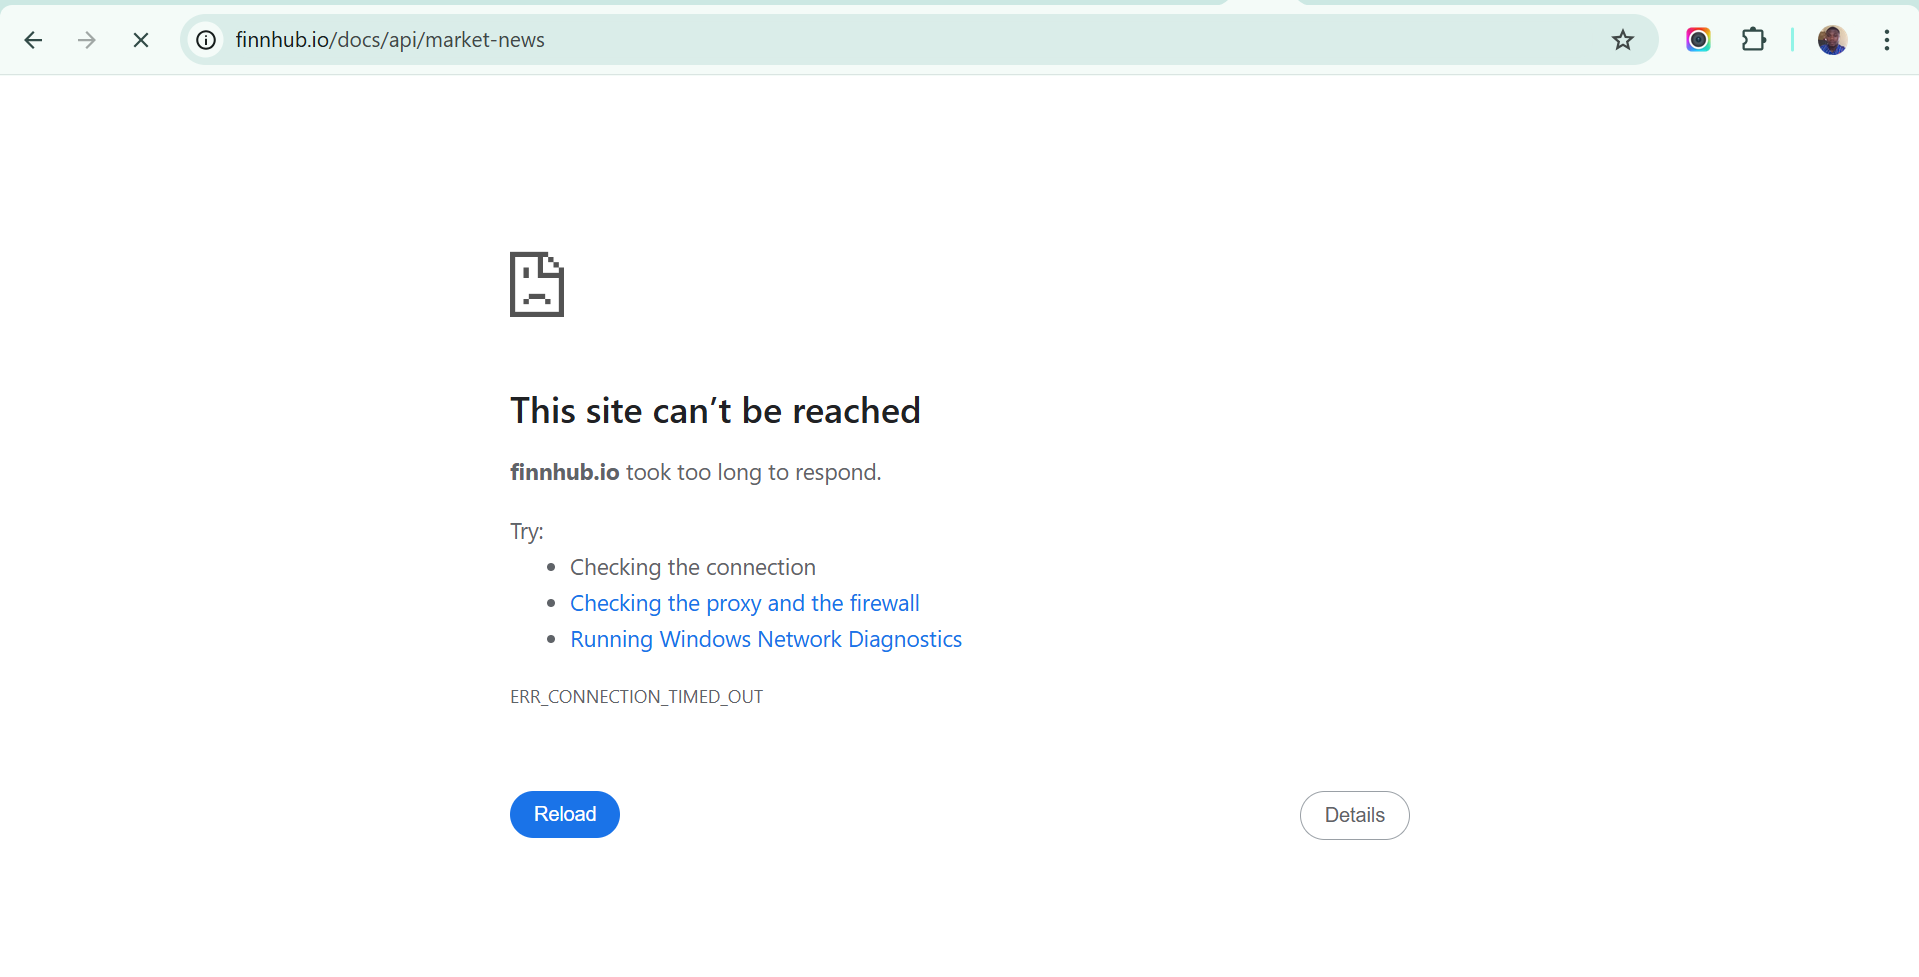 finnhub.io/docs/api/market-news
This site can’t be reached
finnhub.io took too long to respond.
Try:
Checking the connection
Checking the proxy and the firewall
Running Windows Network Diagnostics
ERR_CONNECTION_TIMED_OUT
Reload
Details